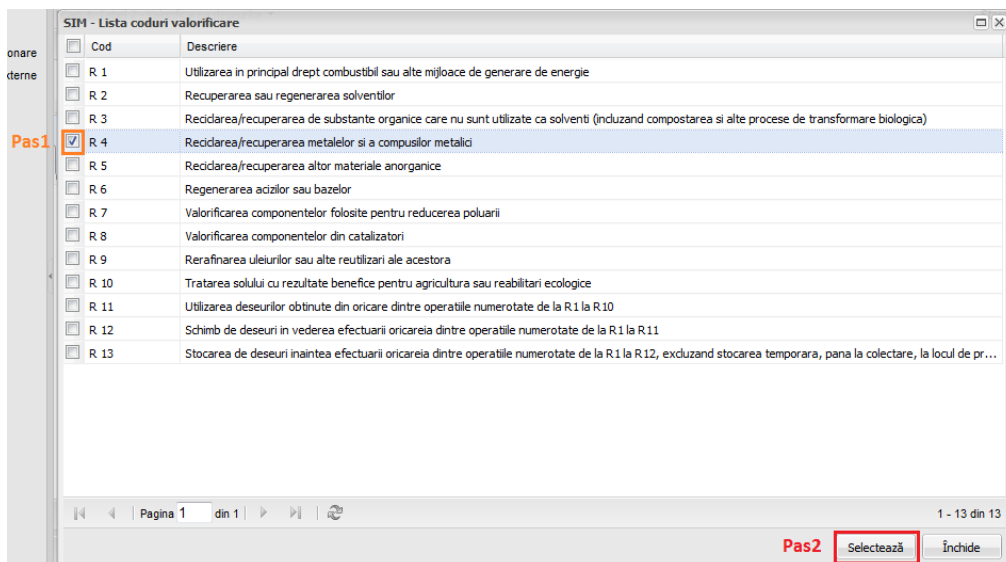 SIM - Lista coduri valorificare
onare
xterne
Cod Descriere
R 1 Utilizarea in principal drept combustibil sau alte mijloace de generare de energie
R 2 Recuperarea sau regenerarea solventilor
R 3 Reciclarea/recuperarea de substante organice care nu sunt utilizate ca solventi (incluzand compostarea si alte procese de transformare biologica)
Pas1 R 4 Reciclarea/recuperarea metalelor si a compusilor metalici
R 5 Reciclarea/recuperarea altor materiale anorganice
R 6 Regenerarea acizilor sau bazelor
R 7 Valorificarea componentelor folosite pentru reducerea poluarii
R 8 Valorificarea componentelor din catalizatori
R 9 Rerafinarea uleiurilor sau alte reutilizari ale acestora
R 10 Tratarea solului cu rezultate benefice pentru agricultura sau reabilitari ecologice
R 11 Utilizarea deseurilor obtinute din oricare dintre operatiile numerotate de la R1 la R10
R 12 Schimb de deseuri in vederea efectuarii oricareia dintre operatiile numerotate de la R1 la R11
R 13 Stocarea de deseuri inaintea efectuarii oricareia dintre operatiile numerotate de la R1 la R12, excluzand stocarea temporara, pana la colectare, la locul de pr...
Pagina 1 din 1 1 - 13 din 13
Pas2 Selectează Închide